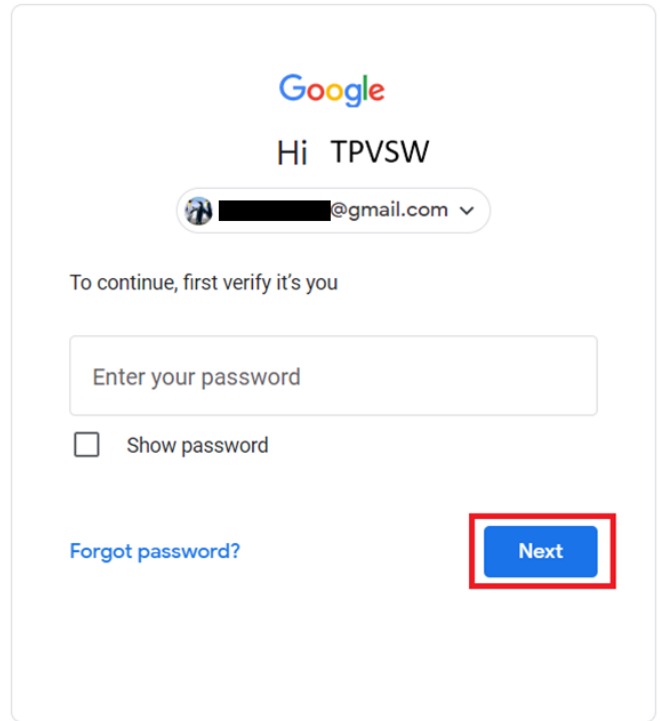 Google
Hi TPVSW
@gmail.com
To continue, first verify it's you
Enter your password
Show password
Forgot password?
Next